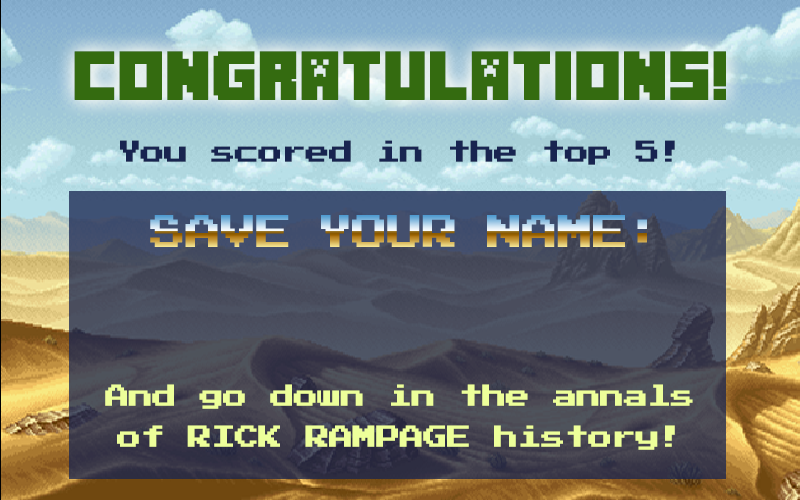 CONGRATULATIONS!
You scored in the top 5!
SAVE YOUR NAME:
And go down in the annals
of RICK RAMPAGE history!